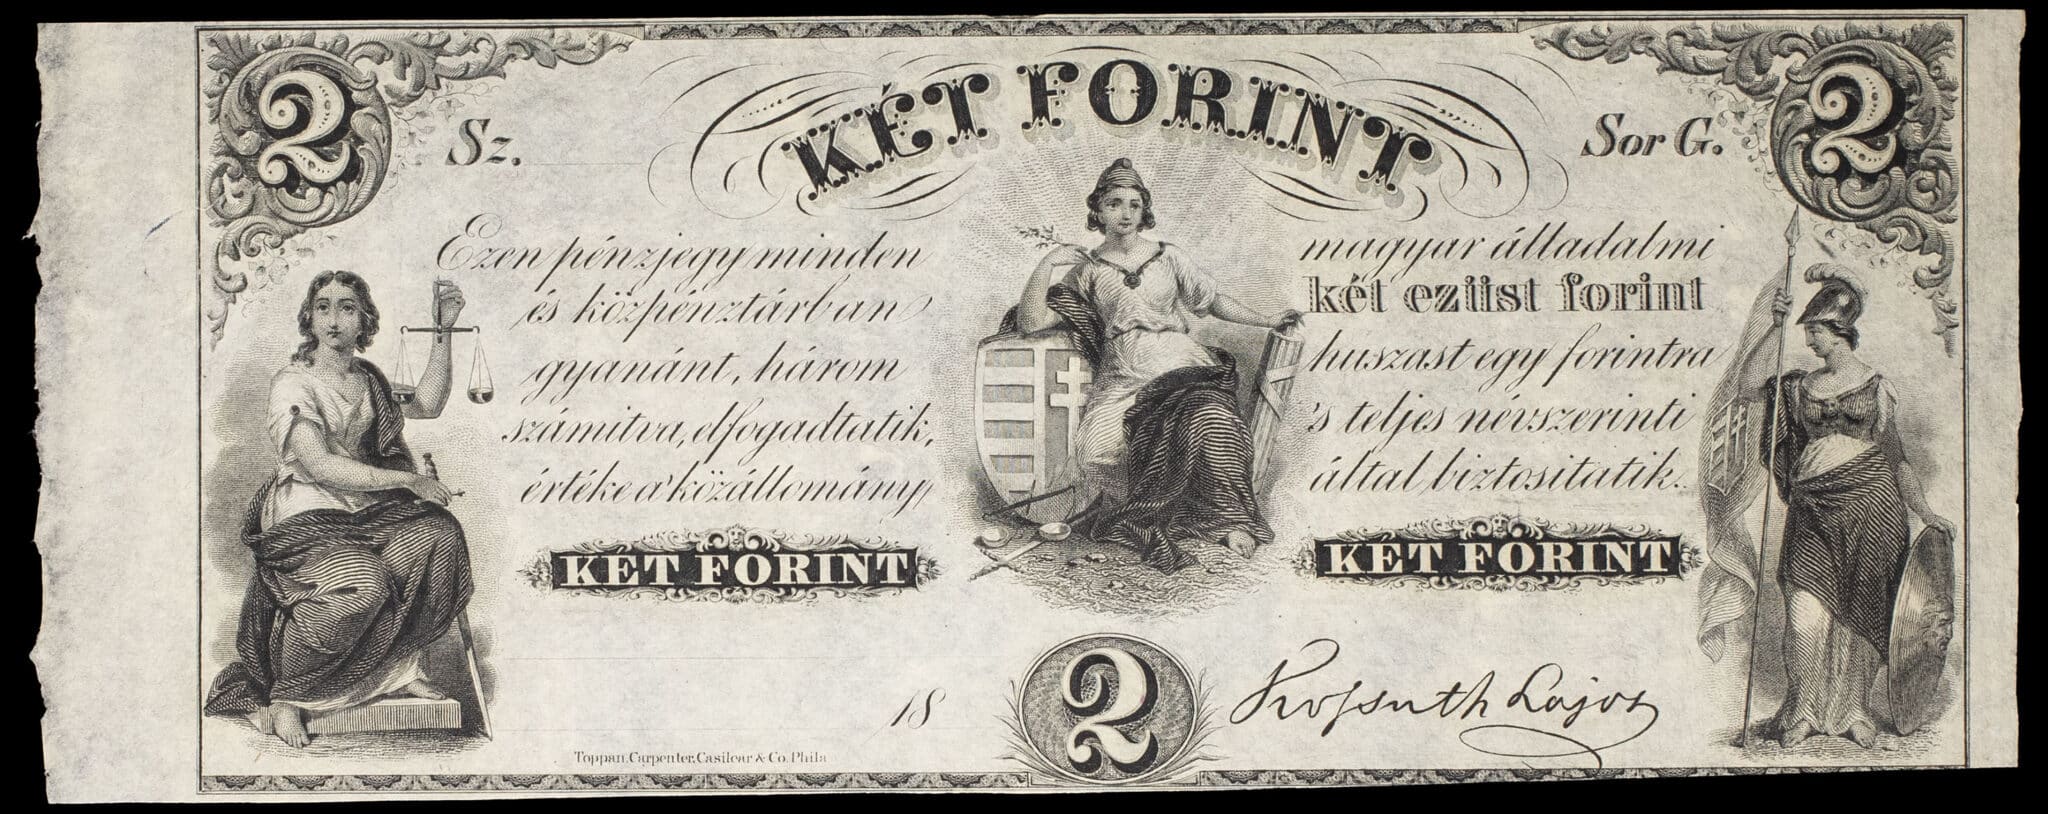 2
KÉT FORINT
2
Sz.
Sor G.
Ezen pénzjegy minden magyar álladalmi
és közpénztárban két ezüst forint
gyanánt, három huszast egy forintra
számitva, elfogadtatik, 's teljes névszerinti
értéke a' közállomány által biztositatik.
KÉT FORINT
KÉT FORINT
18
2
Kossuth Lajos
Toppan, Carpenter, Casilear & Co. Phila